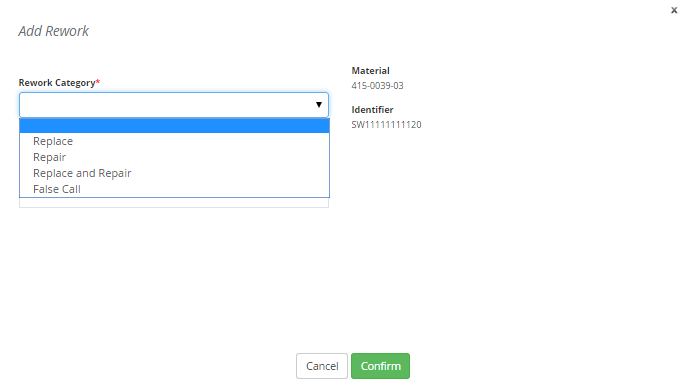 x
Add Rework
Rework Category*
Replace
Repair
Replace and Repair
False Call
Material
415-0039-03
Identifier
SW11111111120
Cancel
Confirm